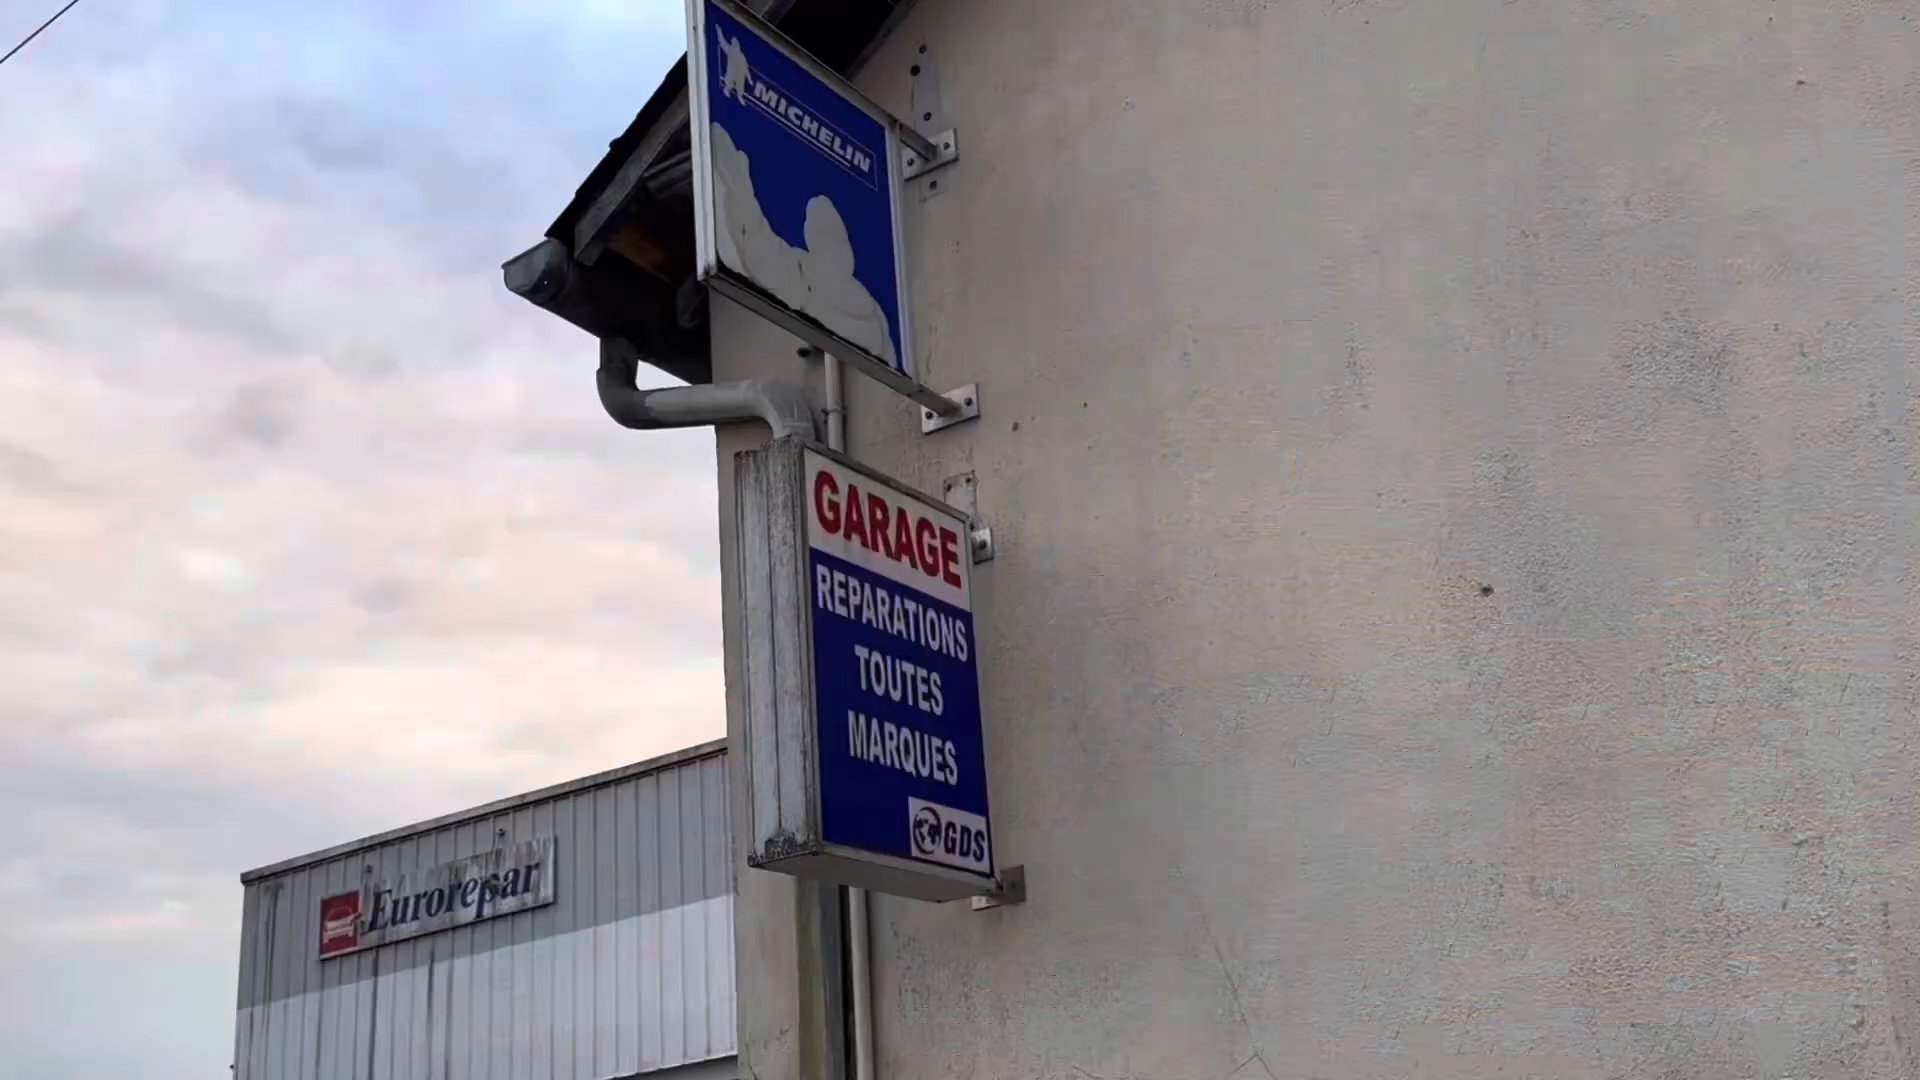 MICHELIN
GARAGE
REPARATIONS
TOUTES
MARQUES
GDS
Eurorepar